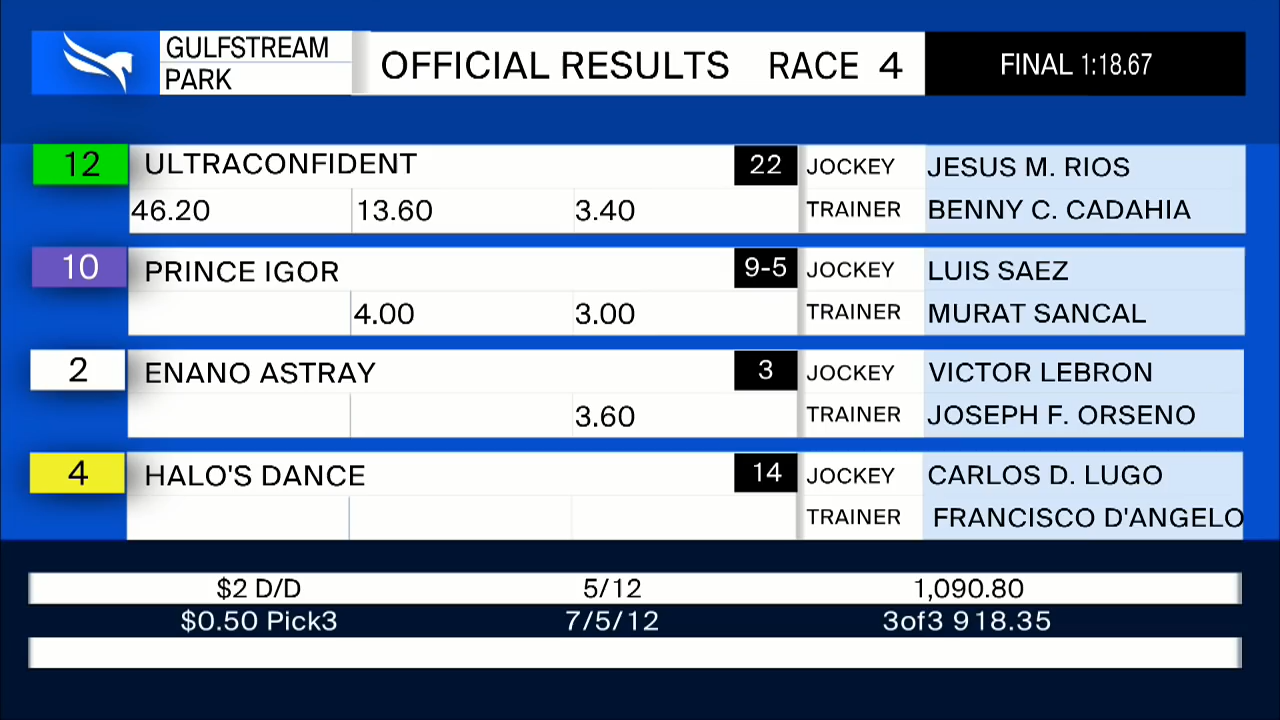 GULFSTREAM
PARK
OFFICIAL RESULTS RACE 4
FINAL 1:18.67
12 ULTRACONFIDENT 22 JOCKEY JESUS M. RIOS
46.20 13.60 3.40 TRAINER BENNY C. CADAHIA
10 PRINCE IGOR 9-5 JOCKEY LUIS SAEZ
4.00 3.00 TRAINER MURAT SANCAL
2 ENANO ASTRAY 3 JOCKEY VICTOR LEBRON
3.60 TRAINER JOSEPH F. ORSENO
4 HALO'S DANCE 14 JOCKEY CARLOS D. LUGO
TRAINER FRANCISCO D'ANGELO
$2 D/D 5/12 1,090.80
$0.50 Pick3 7/5/12 3of3 918.35